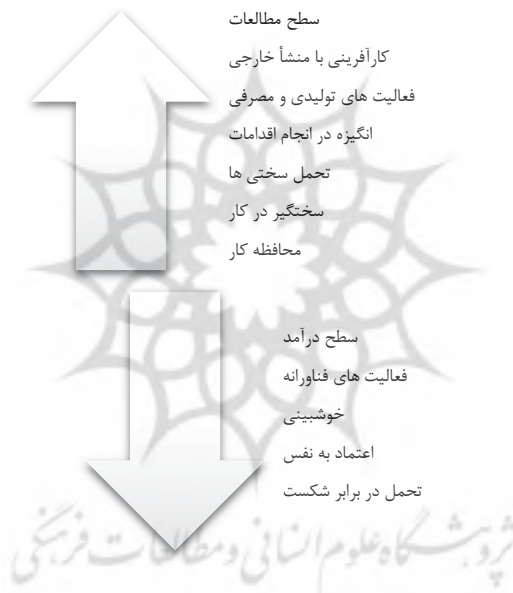 سطح مطالعات
کارآفرینی با منشأ خارجی
فعالیت های تولیدی و مصرفی
انگیزه در انجام اقدامات
تحمل سختی ها
سختگیر در کار
محافظه کار
سطح درآمد
فعالیت های فناورانه
خوشبینی
اعتماد به نفس
تحمل در برابر شکست
پژوهشگاه علوم انسانی و مطالعات فرهنگی